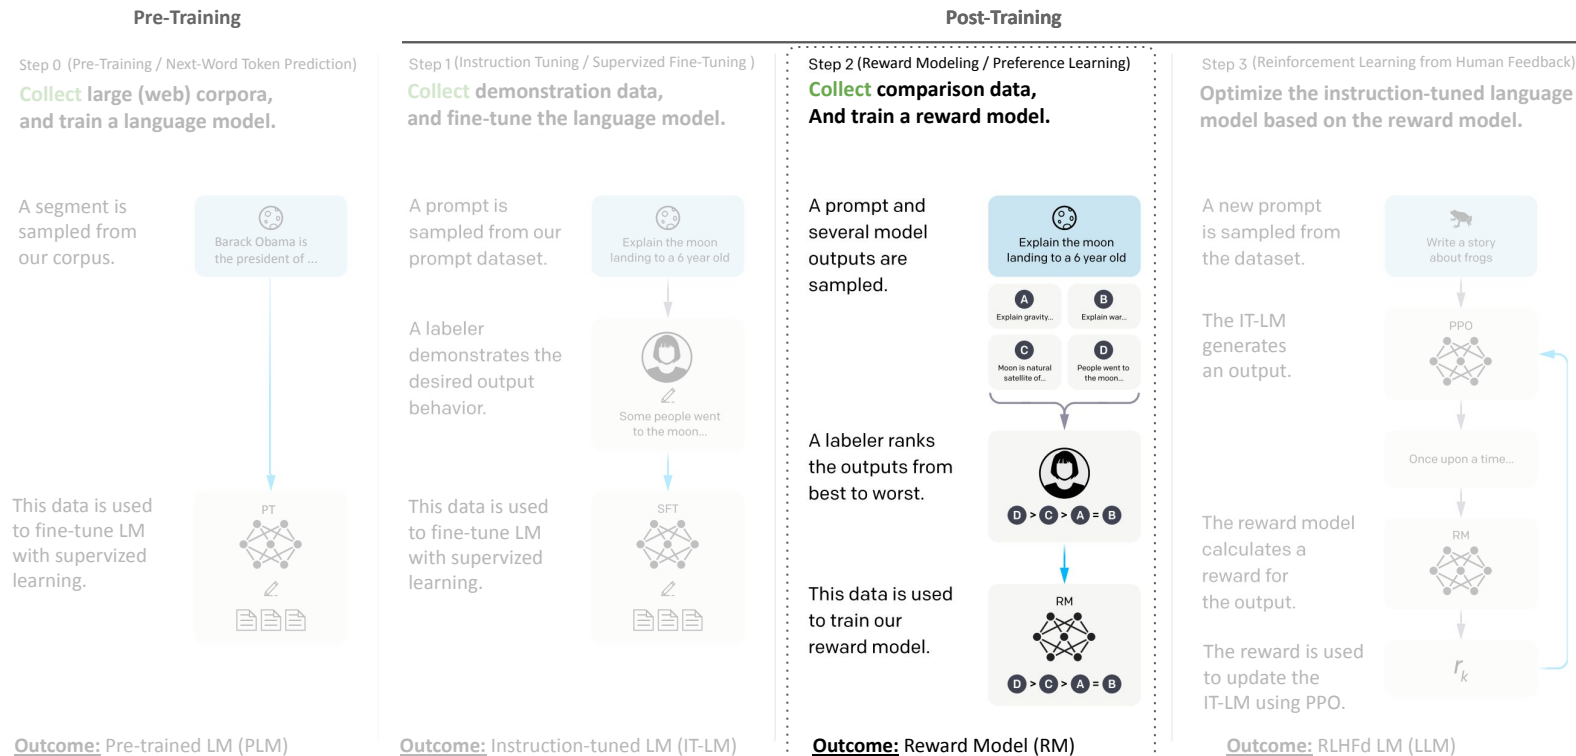 Pre-Training
Post-Training
Step 0 (Pre-Training / Next-Word Token Prediction)
Collect large (web) corpora,
and train a language model.
A segment is
sampled from
our corpus.
Barack Obama is
the president of ...
This data is used
to fine-tune LM
with supervized
learning.
PT
Outcome: Pre-trained LM (PLM)
Step 1 (Instruction Tuning / Supervized Fine-Tuning )
Collect demonstration data,
and fine-tune the language model.
A prompt is
sampled from our
prompt dataset.
Explain the moon
landing to a 6 year old
A labeler
demonstrates the
desired output
behavior.
Some people went
to the moon...
This data is used
to fine-tune LM
with supervized
learning.
SFT
Outcome: Instruction-tuned LM (IT-LM)
Step 2 (Reward Modeling / Preference Learning)
Collect comparison data,
And train a reward model.
A prompt and
several model
outputs are
sampled.
Explain the moon
landing to a 6 year old
A
Explain gravity...
B
Explain war...
C
Moon is natural
satellite of...
D
People went to
the moon...
A labeler ranks
the outputs from
best to worst.
D > C > A = B
This data is used
to train our
reward model.
RM
D > C > A = B
Outcome: Reward Model (RM)
Step 3 (Reinforcement Learning from Human Feedback)
Optimize the instruction-tuned language
model based on the reward model.
A new prompt
is sampled from
the dataset.
Write a story
about frogs
The IT-LM
generates
an output.
PPO
Once upon a time...
The reward model
calculates a
reward for
the output.
RM
The reward is used
to update the
IT-LM using PPO.
rk
Outcome: RLHFd LM (LLM)